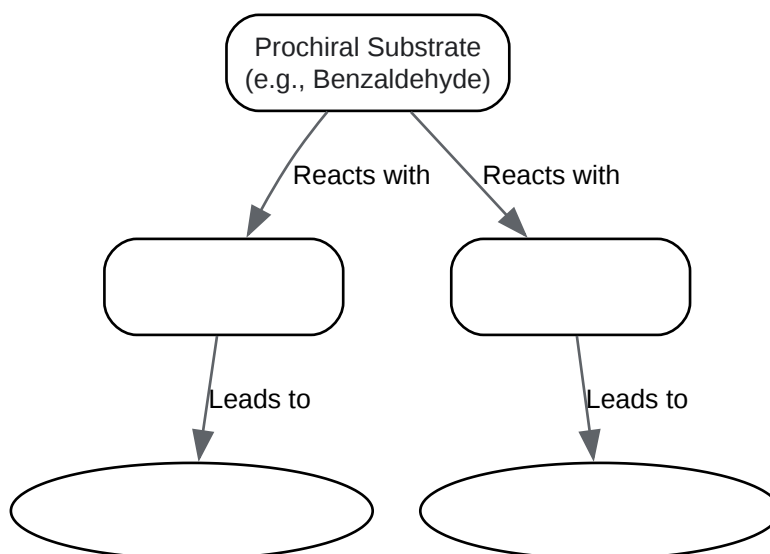 Prochiral Substrate
(e.g., Benzaldehyde)
Reacts with
Reacts with
Leads to
Leads to